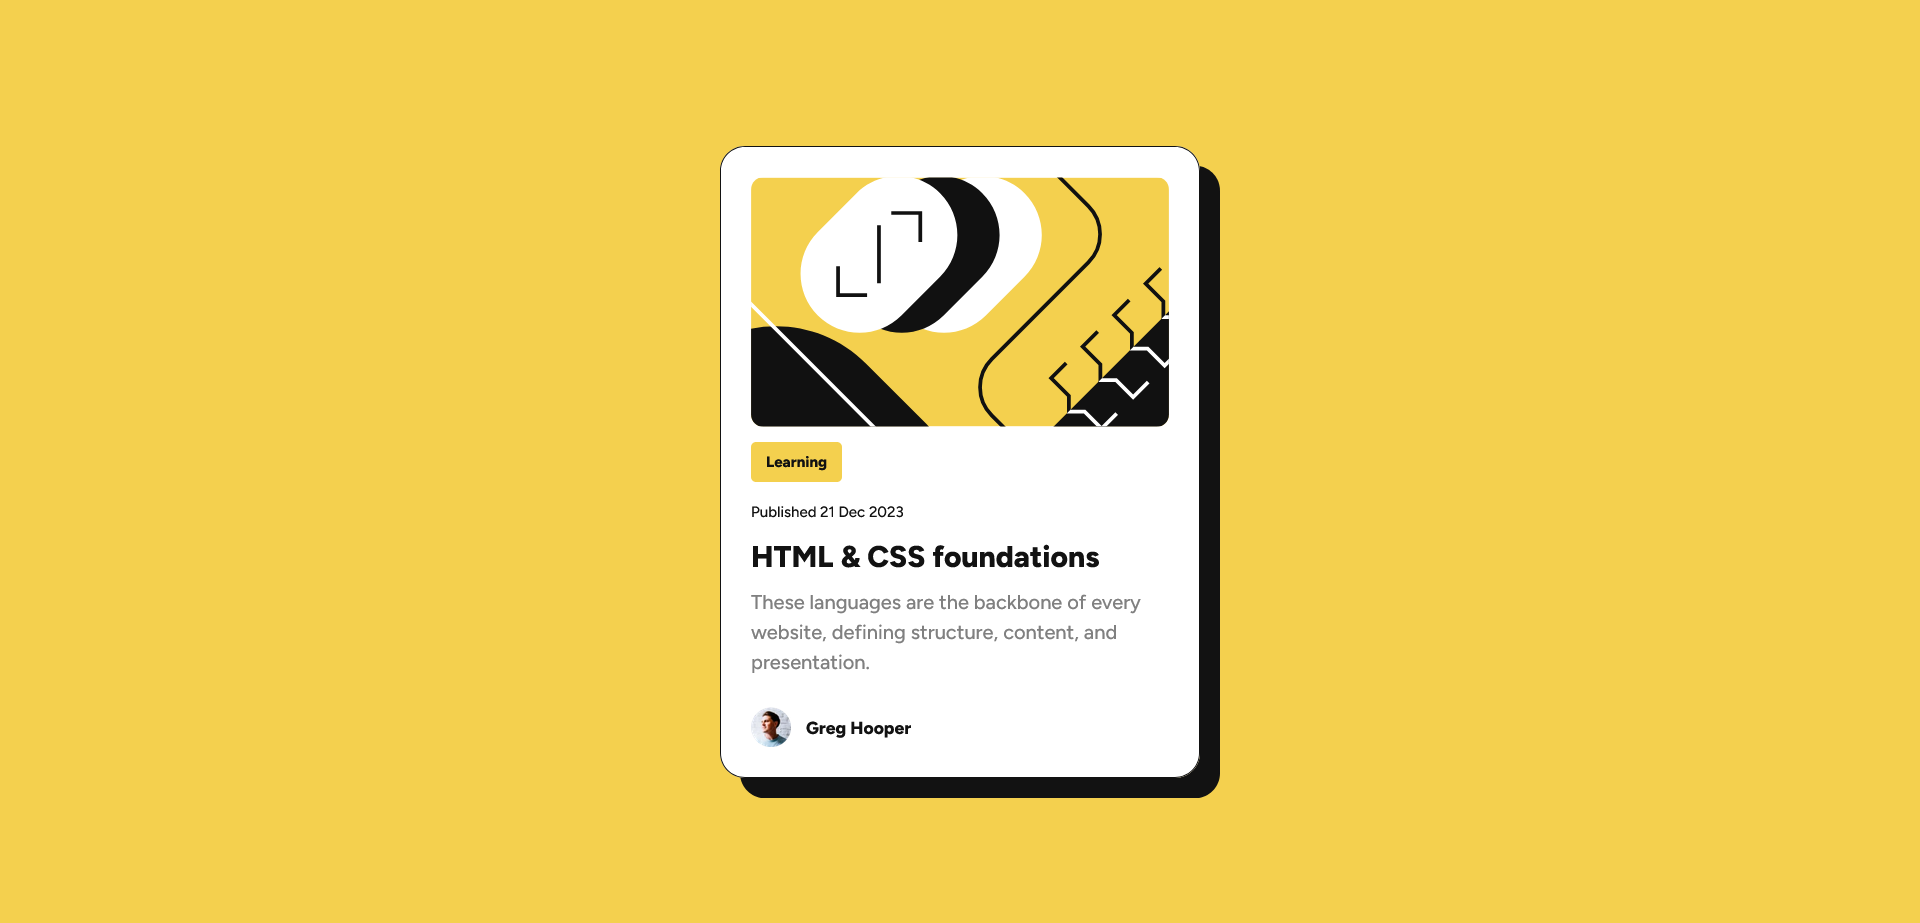 Learning
Published 21 Dec 2023
HTML & CSS foundations
These languages are the backbone of every
website, defining structure, content, and
presentation.
Greg Hooper